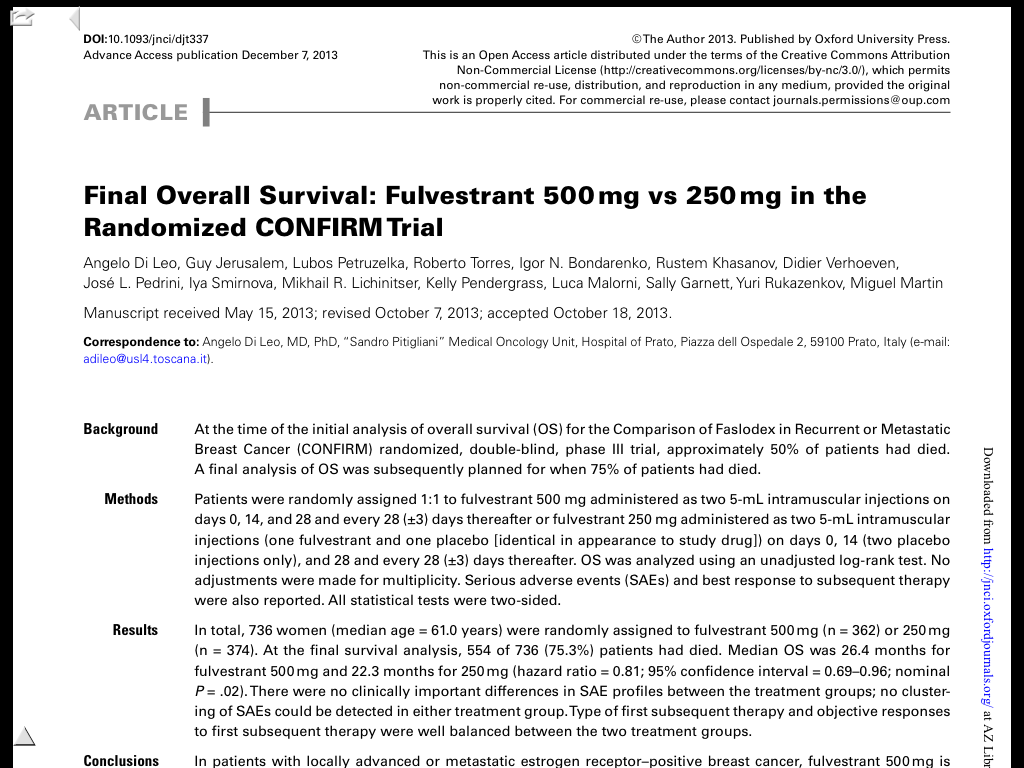 DOI:10.1093/jnci/djt337
Advance Access publication December 7, 2013
©The Author 2013. Published by Oxford University Press.
This is an Open Access article distributed under the terms of the Creative Commons Attribution
Non-Commercial License (http://creativecommons.org/licenses/by-nc/3.0/), which permits
non-commercial re-use, distribution, and reproduction in any medium, provided the original
work is properly cited. For commercial re-use, please contact journals.permissions@oup.com
ARTICLE
Final Overall Survival: Fulvestrant 500 mg vs 250 mg in the
Randomized CONFIRM Trial
Angelo Di Leo, Guy Jerusalem, Lubos Petruzelka, Roberto Torres, Igor N. Bondarenko, Rustem Khasanov, Didier Verhoeven,
José L. Pedrini, Iya Smirnova, Mikhail R. Lichinitser, Kelly Pendergrass, Luca Malorni, Sally Garnett, Yuri Rukazenkov, Miguel Martin
Manuscript received May 15, 2013; revised October 7, 2013; accepted October 18, 2013.
Correspondence to: Angelo Di Leo, MD, PhD, “Sandro Pitigliani” Medical Oncology Unit, Hospital of Prato, Piazza dell Ospedale 2, 59100 Prato, Italy (e-mail:
adileo@usl4.toscana.it).
Background At the time of the initial analysis of overall survival (OS) for the Comparison of Faslodex in Recurrent or Metastatic
Breast Cancer (CONFIRM) randomized, double-blind, phase III trial, approximately 50% of patients had died.
A final analysis of OS was subsequently planned for when 75% of patients had died.
Methods Patients were randomly assigned 1:1 to fulvestrant 500 mg administered as two 5-mL intramuscular injections on
days 0, 14, and 28 and every 28 (±3) days thereafter or fulvestrant 250 mg administered as two 5-mL intramuscular
injections (one fulvestrant and one placebo [identical in appearance to study drug]) on days 0, 14 (two placebo
injections only), and 28 and every 28 (±3) days thereafter. OS was analyzed using an unadjusted log-rank test. No
adjustments were made for multiplicity. Serious adverse events (SAEs) and best response to subsequent therapy
were also reported. All statistical tests were two-sided.
Results In total, 736 women (median age = 61.0 years) were randomly assigned to fulvestrant 500 mg (n = 362) or 250 mg
(n = 374). At the final survival analysis, 554 of 736 (75.3%) patients had died. Median OS was 26.4 months for
fulvestrant 500 mg and 22.3 months for 250 mg (hazard ratio = 0.81; 95% confidence interval = 0.69–0.96; nominal
P = .02). There were no clinically important differences in SAE profiles between the treatment groups; no cluster-
ing of SAEs could be detected in either treatment group. Type of first subsequent therapy and objective responses
to first subsequent therapy were well balanced between the two treatment groups.
Conclusions In patients with locally advanced or metastatic estrogen receptor–positive breast cancer, fulvestrant 500 mg is
Downloaded from http://jnci.oxfordjournals.org/ at AZ Libr